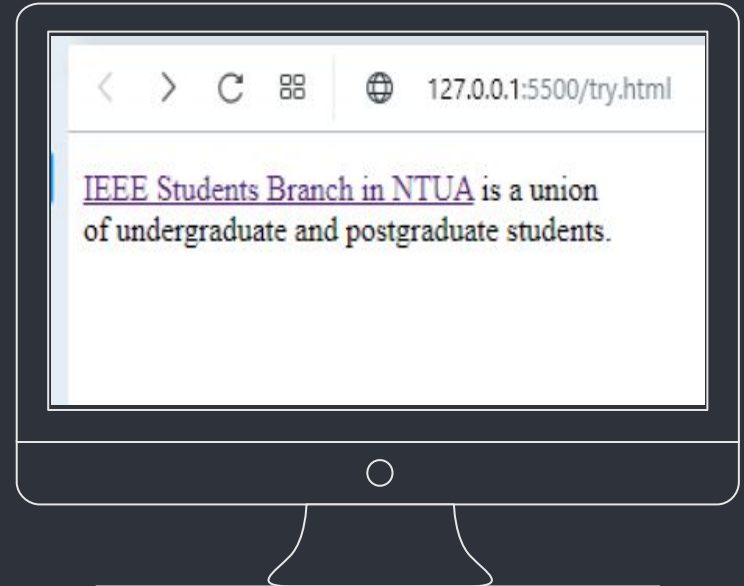 127.0.0.1:5500/try.html
IEEE Students Branch in NTUA is a union
of undergraduate and postgraduate students.